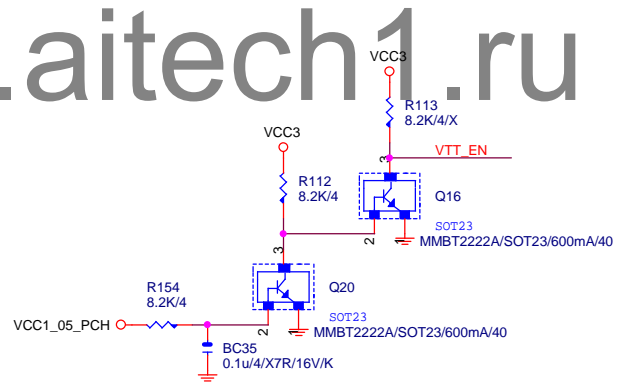 .aitech1.ru
VCC3
R113
8.2K/4/X
VCC3
VTT_EN
3
R112
8.2K/4
Q16
SOT23
2
1
MMBT2222A/SOT23/600mA/40
3
R154
8.2K/4
Q20
SOT23
VCC1_05_PCH
2
1
MMBT2222A/SOT23/600mA/40
BC35
0.1u/4/X7R/16V/K